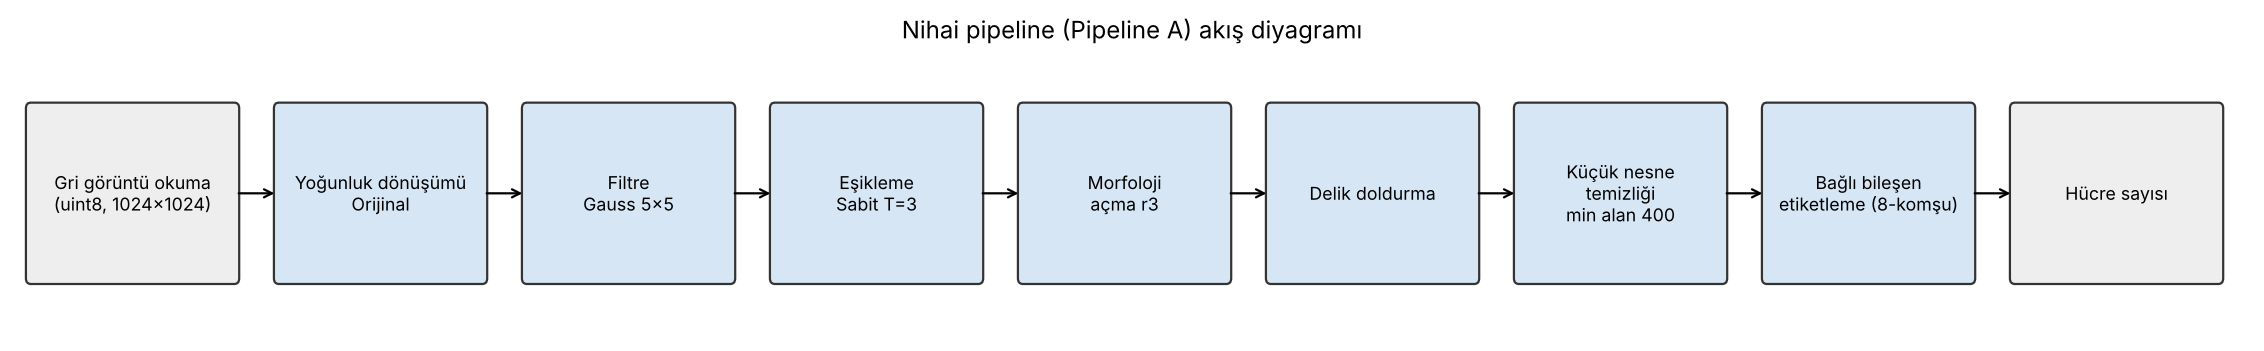 Nihai pipeline (Pipeline A) akış diyagramı
Gri görüntü okuma
(uint8, 1024×1024)
Yoğunluk dönüşümü
Orijinal
Filtre
Gauss 5×5
Eşikleme
Sabit T=3
Morfoloji
açma r3
Delik doldurma
Küçük nesne
temizliği
min alan 400
Bağlı bileşen
etiketleme (8-komşu)
Hücre sayısı